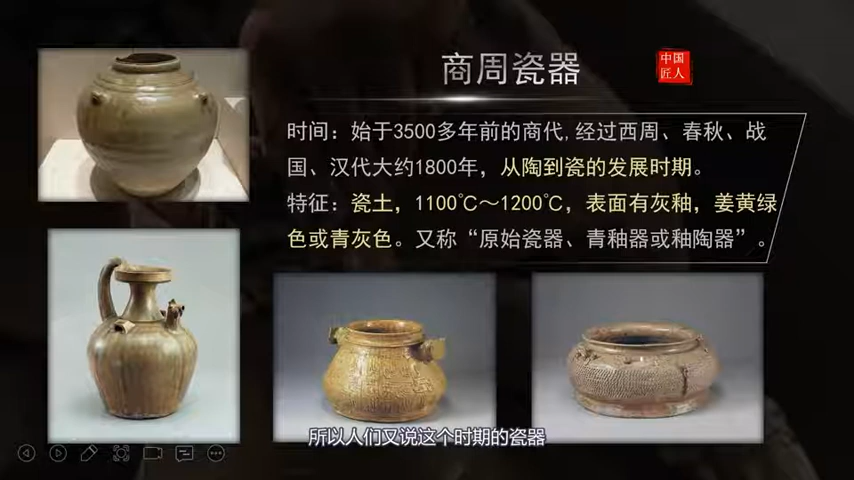 商周瓷器
中国
匠人
时间：始于3500多年前的商代,经过西周、春秋、战
国、汉代大约1800年，从陶到瓷的发展时期。
特征：瓷土，1100℃～1200℃，表面有灰釉，姜黄绿
色或青灰色。又称“原始瓷器、青釉器或釉陶器”。
所以人们又说这个时期的瓷器